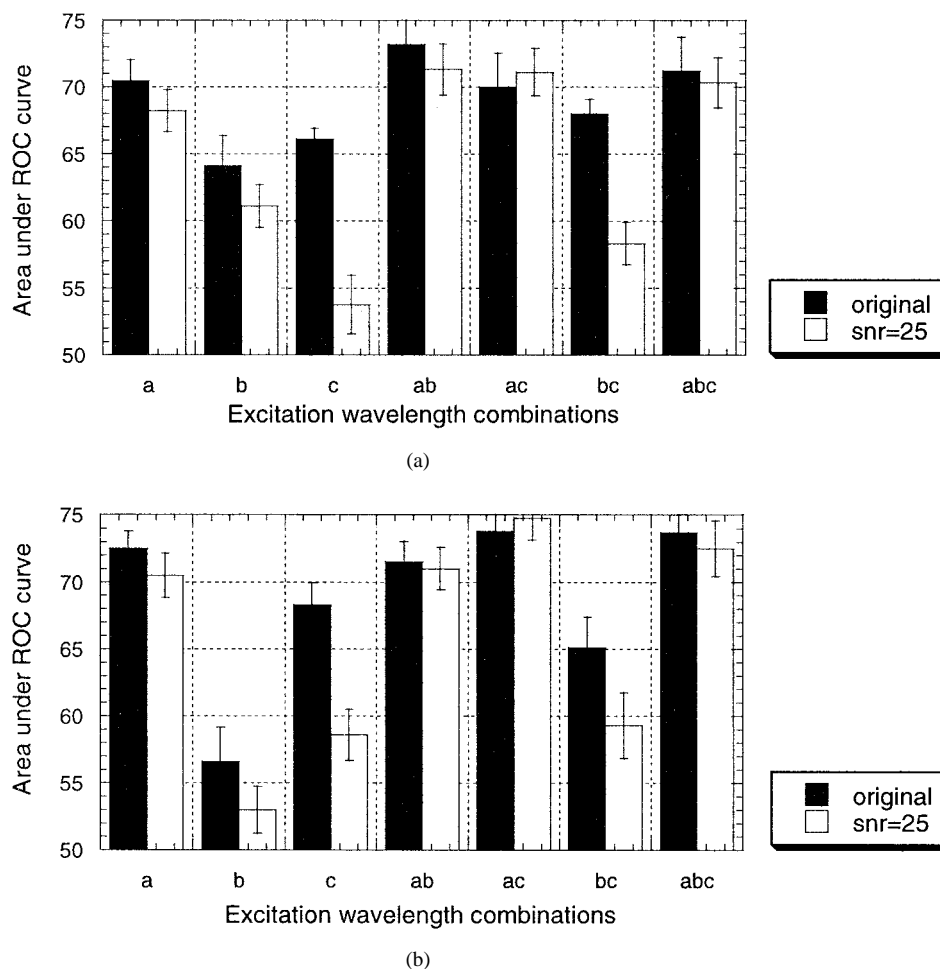 75
70
65
60
55
50
Area under ROC curve
a b c ab ac bc abc
Excitation wavelength combinations
original
snr=25
(a)
75
70
65
60
55
50
Area under ROC curve
a b c ab ac bc abc
Excitation wavelength combinations
original
snr=25
(b)